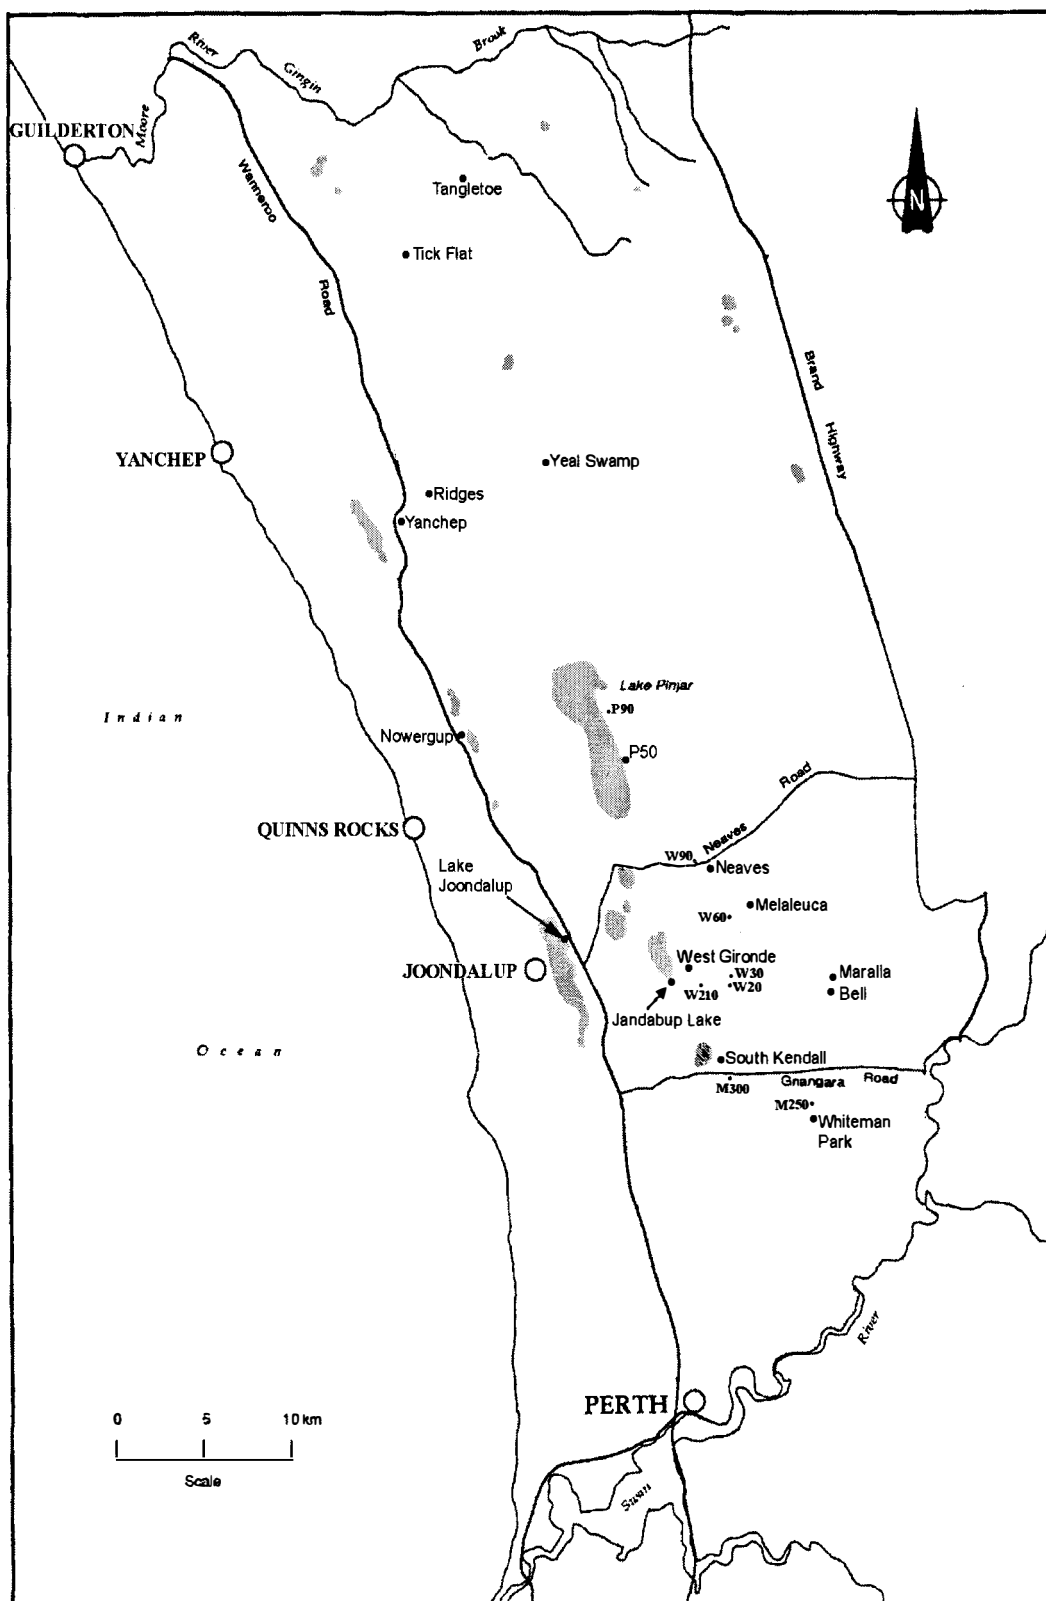 River
Gingin
Brook
Moore
GUILDERTON
N
Wanneroo
Road
Tangletoe
Tick Flat
Brand
Highway
YANCHEP
Yeal Swamp
Ridges
Yanchep
Lake Pinjar
P90
Indian
Nowergup
P50
Road
Neaves
QUINNS ROCKS
W90
Neaves
Lake
Joondalup
Melaleuca
W60
West Gironde
JOONDALUP
W30
Maralla
W210
W20
Bell
Jandabup Lake
Ocean
South Kendall
Gnangara Road
M300
M250
Whiteman
Park
River
PERTH
0 5 10 km
Scale
Swan